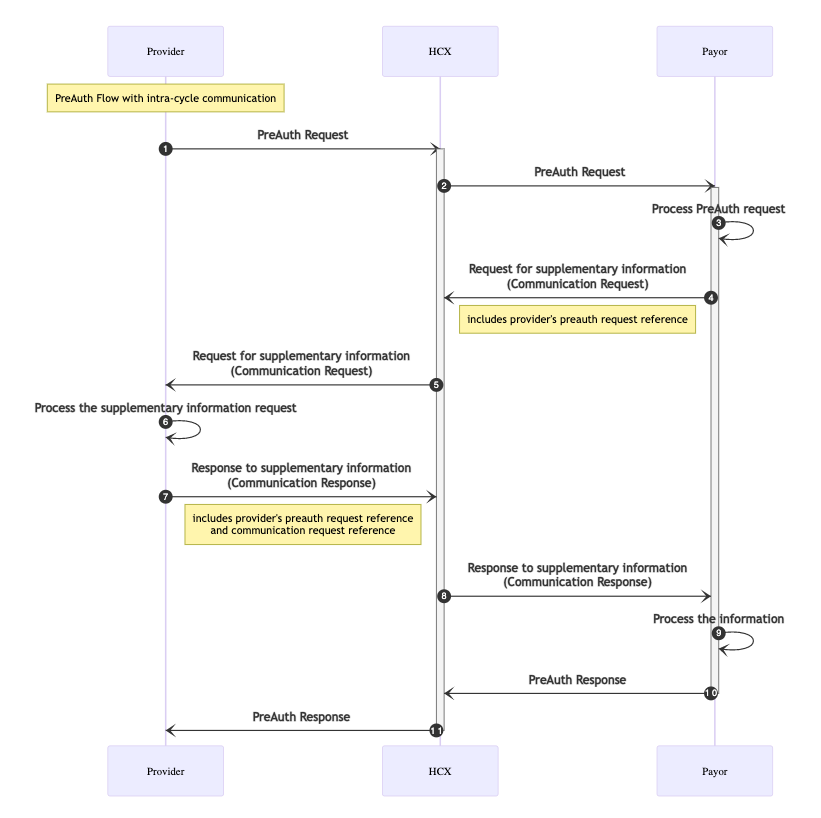 Provider
HCX
Payor
PreAuth Flow with intra-cycle communication
PreAuth Request
1
PreAuth Request
2
Process PreAuth request
3
Request for supplementary information
(Communication Request)
4
includes provider's preauth request reference
Request for supplementary information
(Communication Request)
5
Process the supplementary information request
6
Response to supplementary information
(Communication Response)
7
includes provider's preauth request reference
and communication request reference
Response to supplementary information
(Communication Response)
8
Process the information
9
PreAuth Response
10
PreAuth Response
11
Provider
HCX
Payor